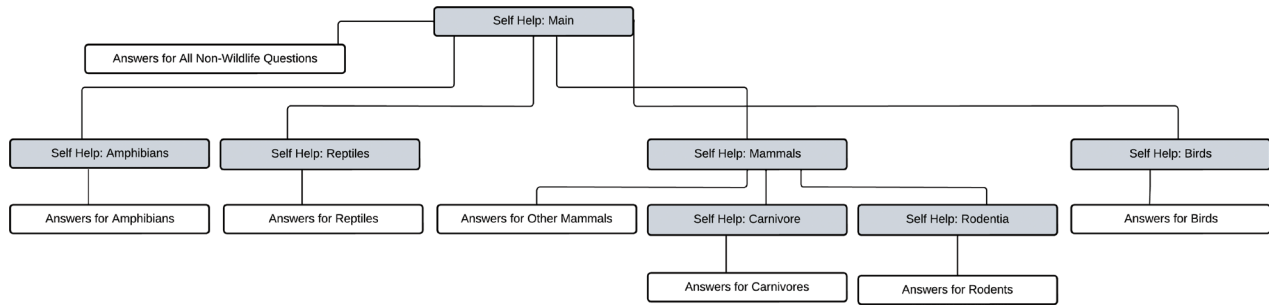 Self Help: Main
Answers for All Non-Wildlife Questions
Self Help: Amphibians
Self Help: Reptiles
Self Help: Mammals
Self Help: Birds
Answers for Amphibians
Answers for Reptiles
Answers for Other Mammals
Self Help: Carnivore
Self Help: Rodentia
Answers for Birds
Answers for Carnivores
Answers for Rodents